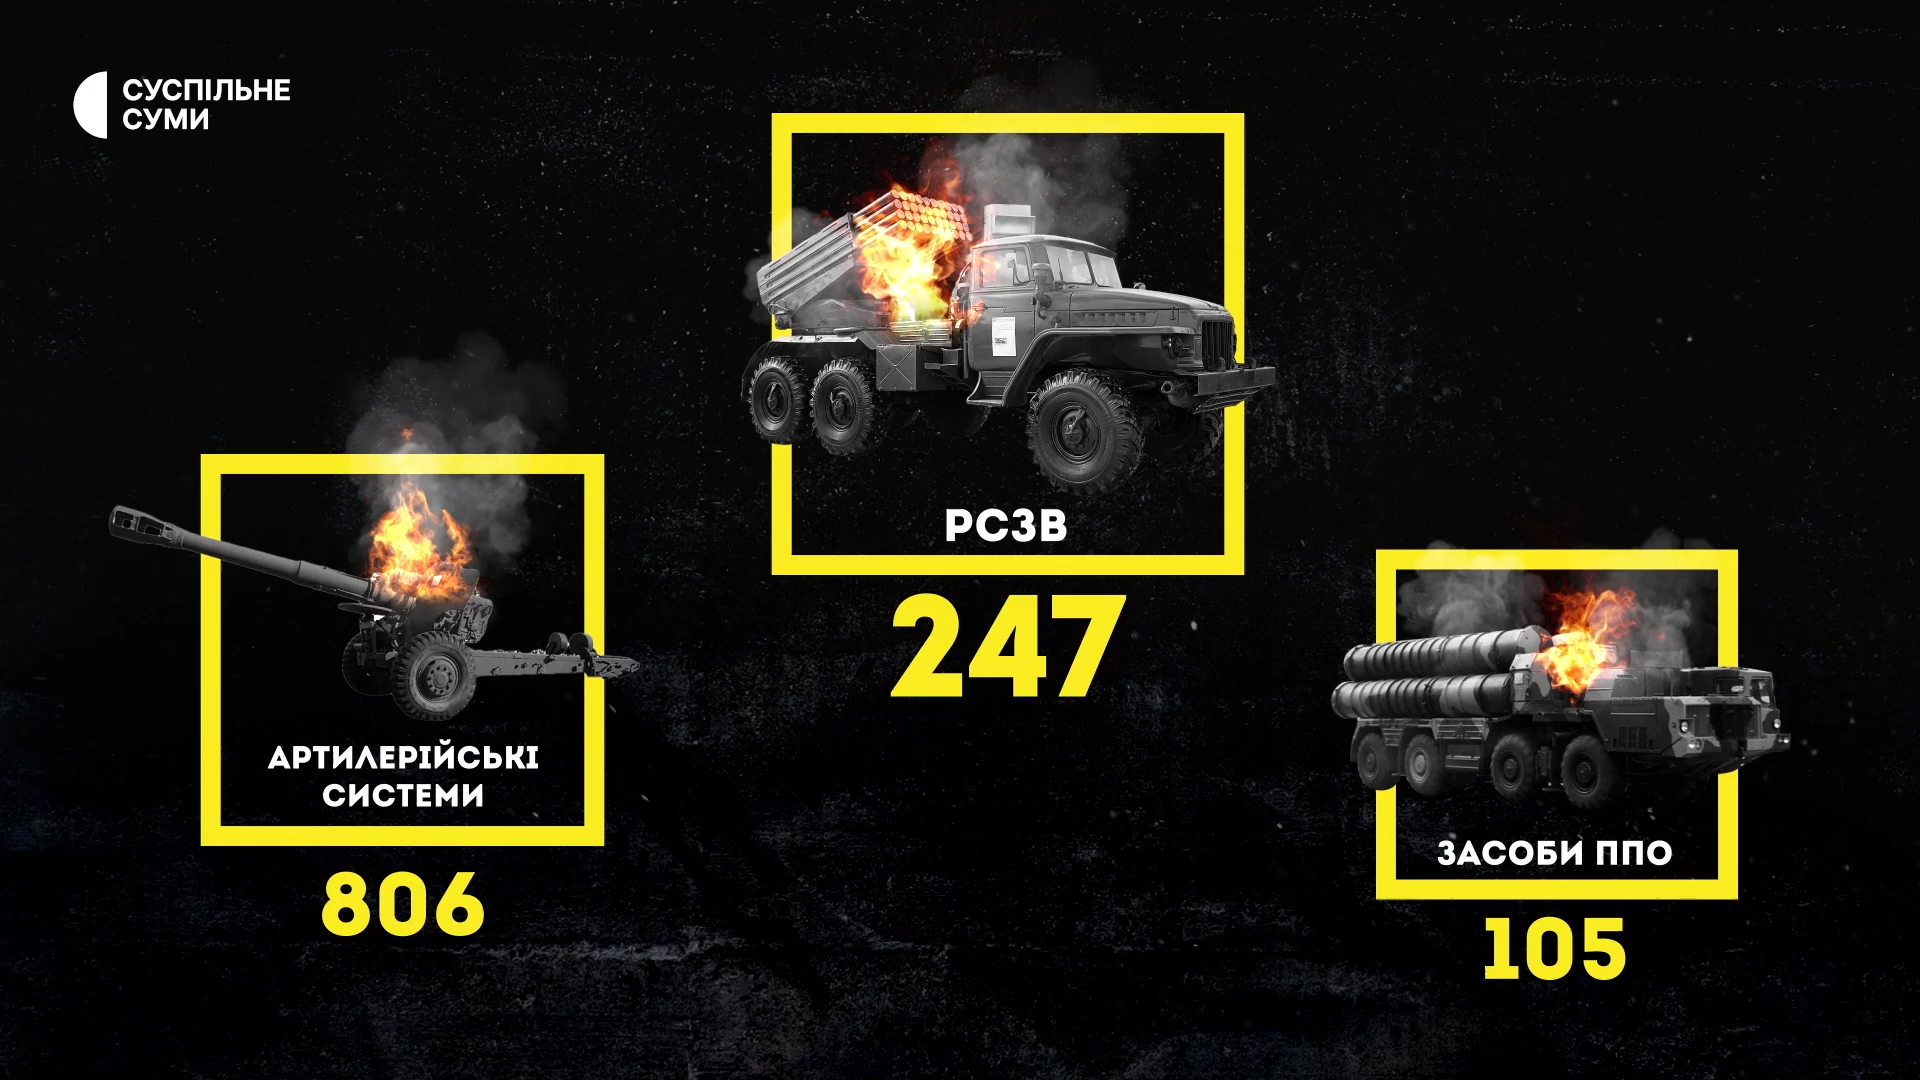 СУСПІЛЬНЕ
СУМИ
РСЗВ
247
АРТИЛЕРІЙСЬКІ
СИСТЕМИ
806
ЗАСОБИ ППО
105